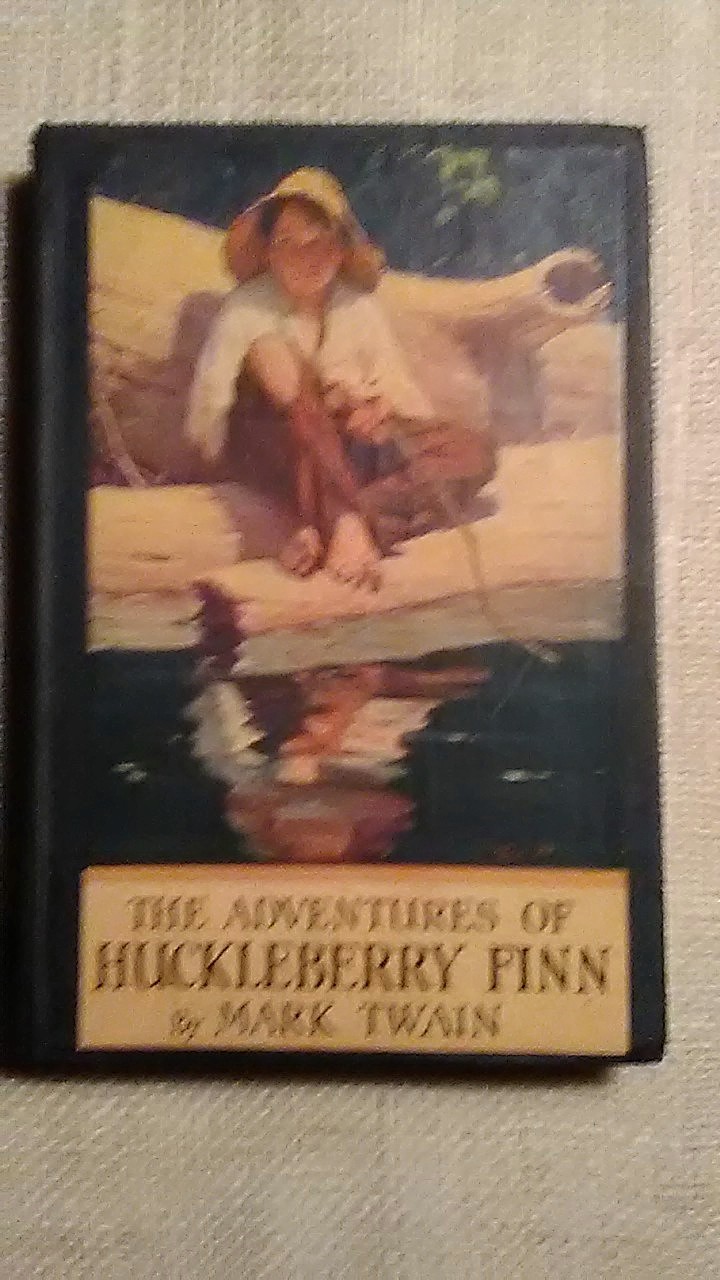 THE ADVENTURES OF
HUCKLEBERRY FINN
By MARK TWAIN